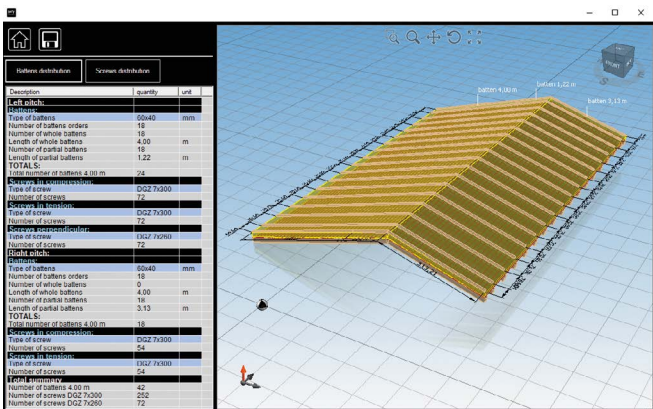 Battens distribution
Screws distribution
Description quantity unit
Left pitch:
Battens:
Type of battens 60x40 mm
Number of battens orders 18
Number of whole battens 18
Length of whole battens 4,00 m
Number of partial battens 18
Length of partial battens 1,22 m
TOTALS:
Total number of battens 4.00 m 24
Screws in compression:
Type of screw DGZ 7x300
Number of screws 72
Screws in tension:
Type of screw DGZ 7x300
Number of screws 72
Screws perpendicular:
Type of screw DGZ 7x260
Number of screws 72
Right pitch:
Battens:
Type of battens 60x40 mm
Number of battens orders 18
Number of whole battens 0
Length of whole battens 4,00 m
Number of partial battens 18
Length of partial battens 3,13 m
TOTALS:
Total number of battens 4.00 m 18
Screws in compression:
Type of screw DGZ 7x300
Number of screws 54
Screws in tension:
Type of screw DGZ 7x300
Number of screws 54
Total summary
Number of battens 4.00 m 42
Number of screws DGZ 7x300 252
Number of screws DGZ 7x260 72
batten 4,00 m
batten 1,22 m
batten 3,13 m
FRONT